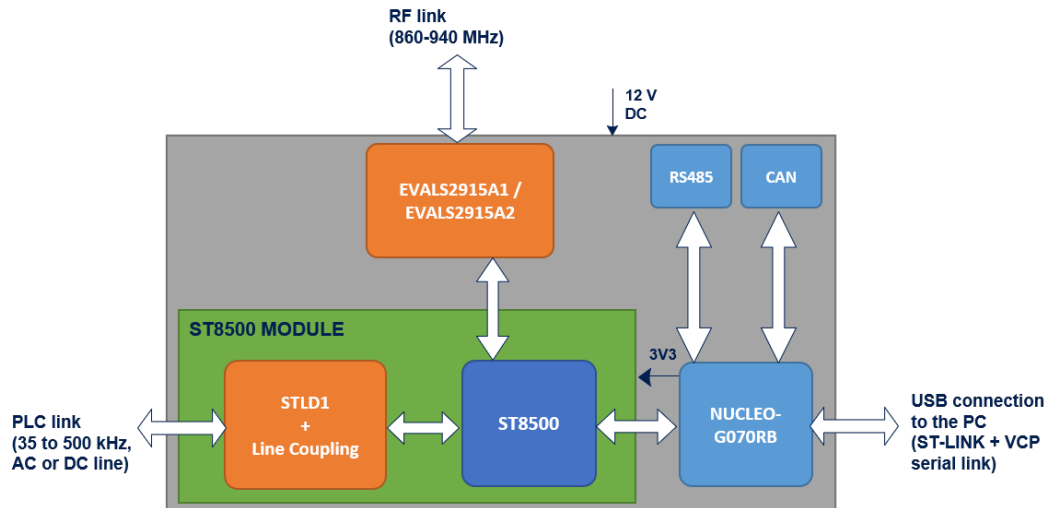 RF link
(860-940 MHz)
12 V
DC
EVALS2915A1 /
EVALS2915A2
RS485
CAN
ST8500 MODULE
3V3
STLD1
+
Line Coupling
ST8500
NUCLEO-
G070RB
PLC link
(35 to 500 kHz,
AC or DC line)
USB connection
to the PC
(ST-LINK + VCP
serial link)